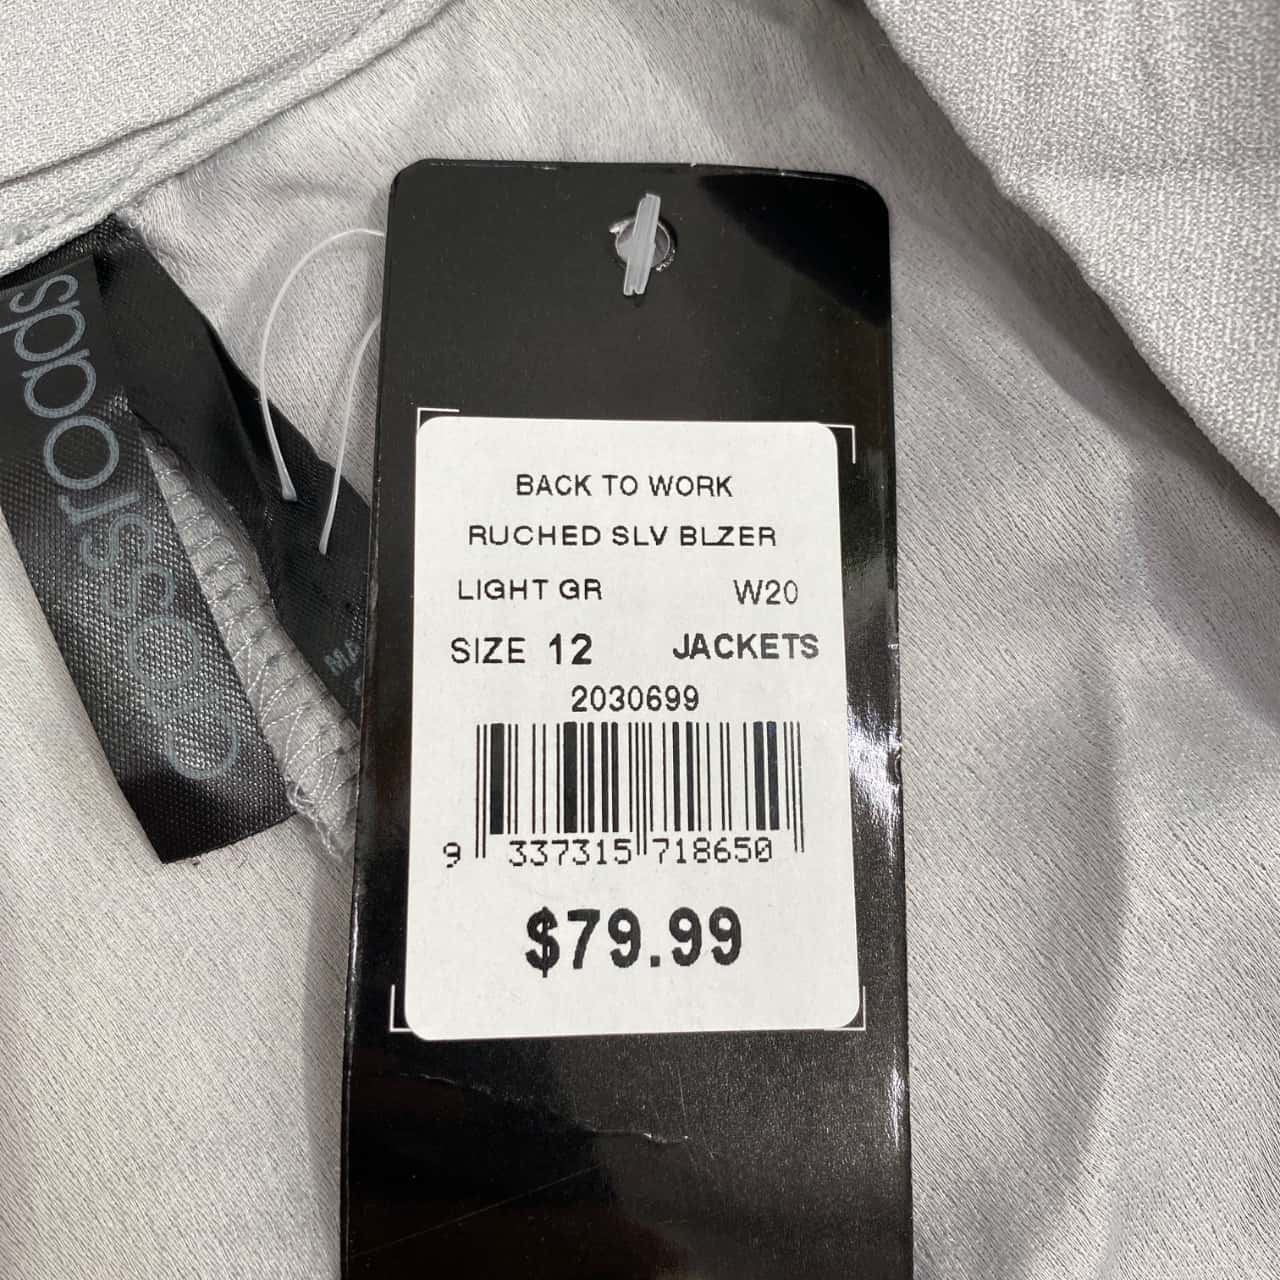 crossroads
MA
BACK TO WORK
RUCHED SLV BLZER
LIGHT GR W20
SIZE 12 JACKETS
2030699
9 337315 718650
$79.99